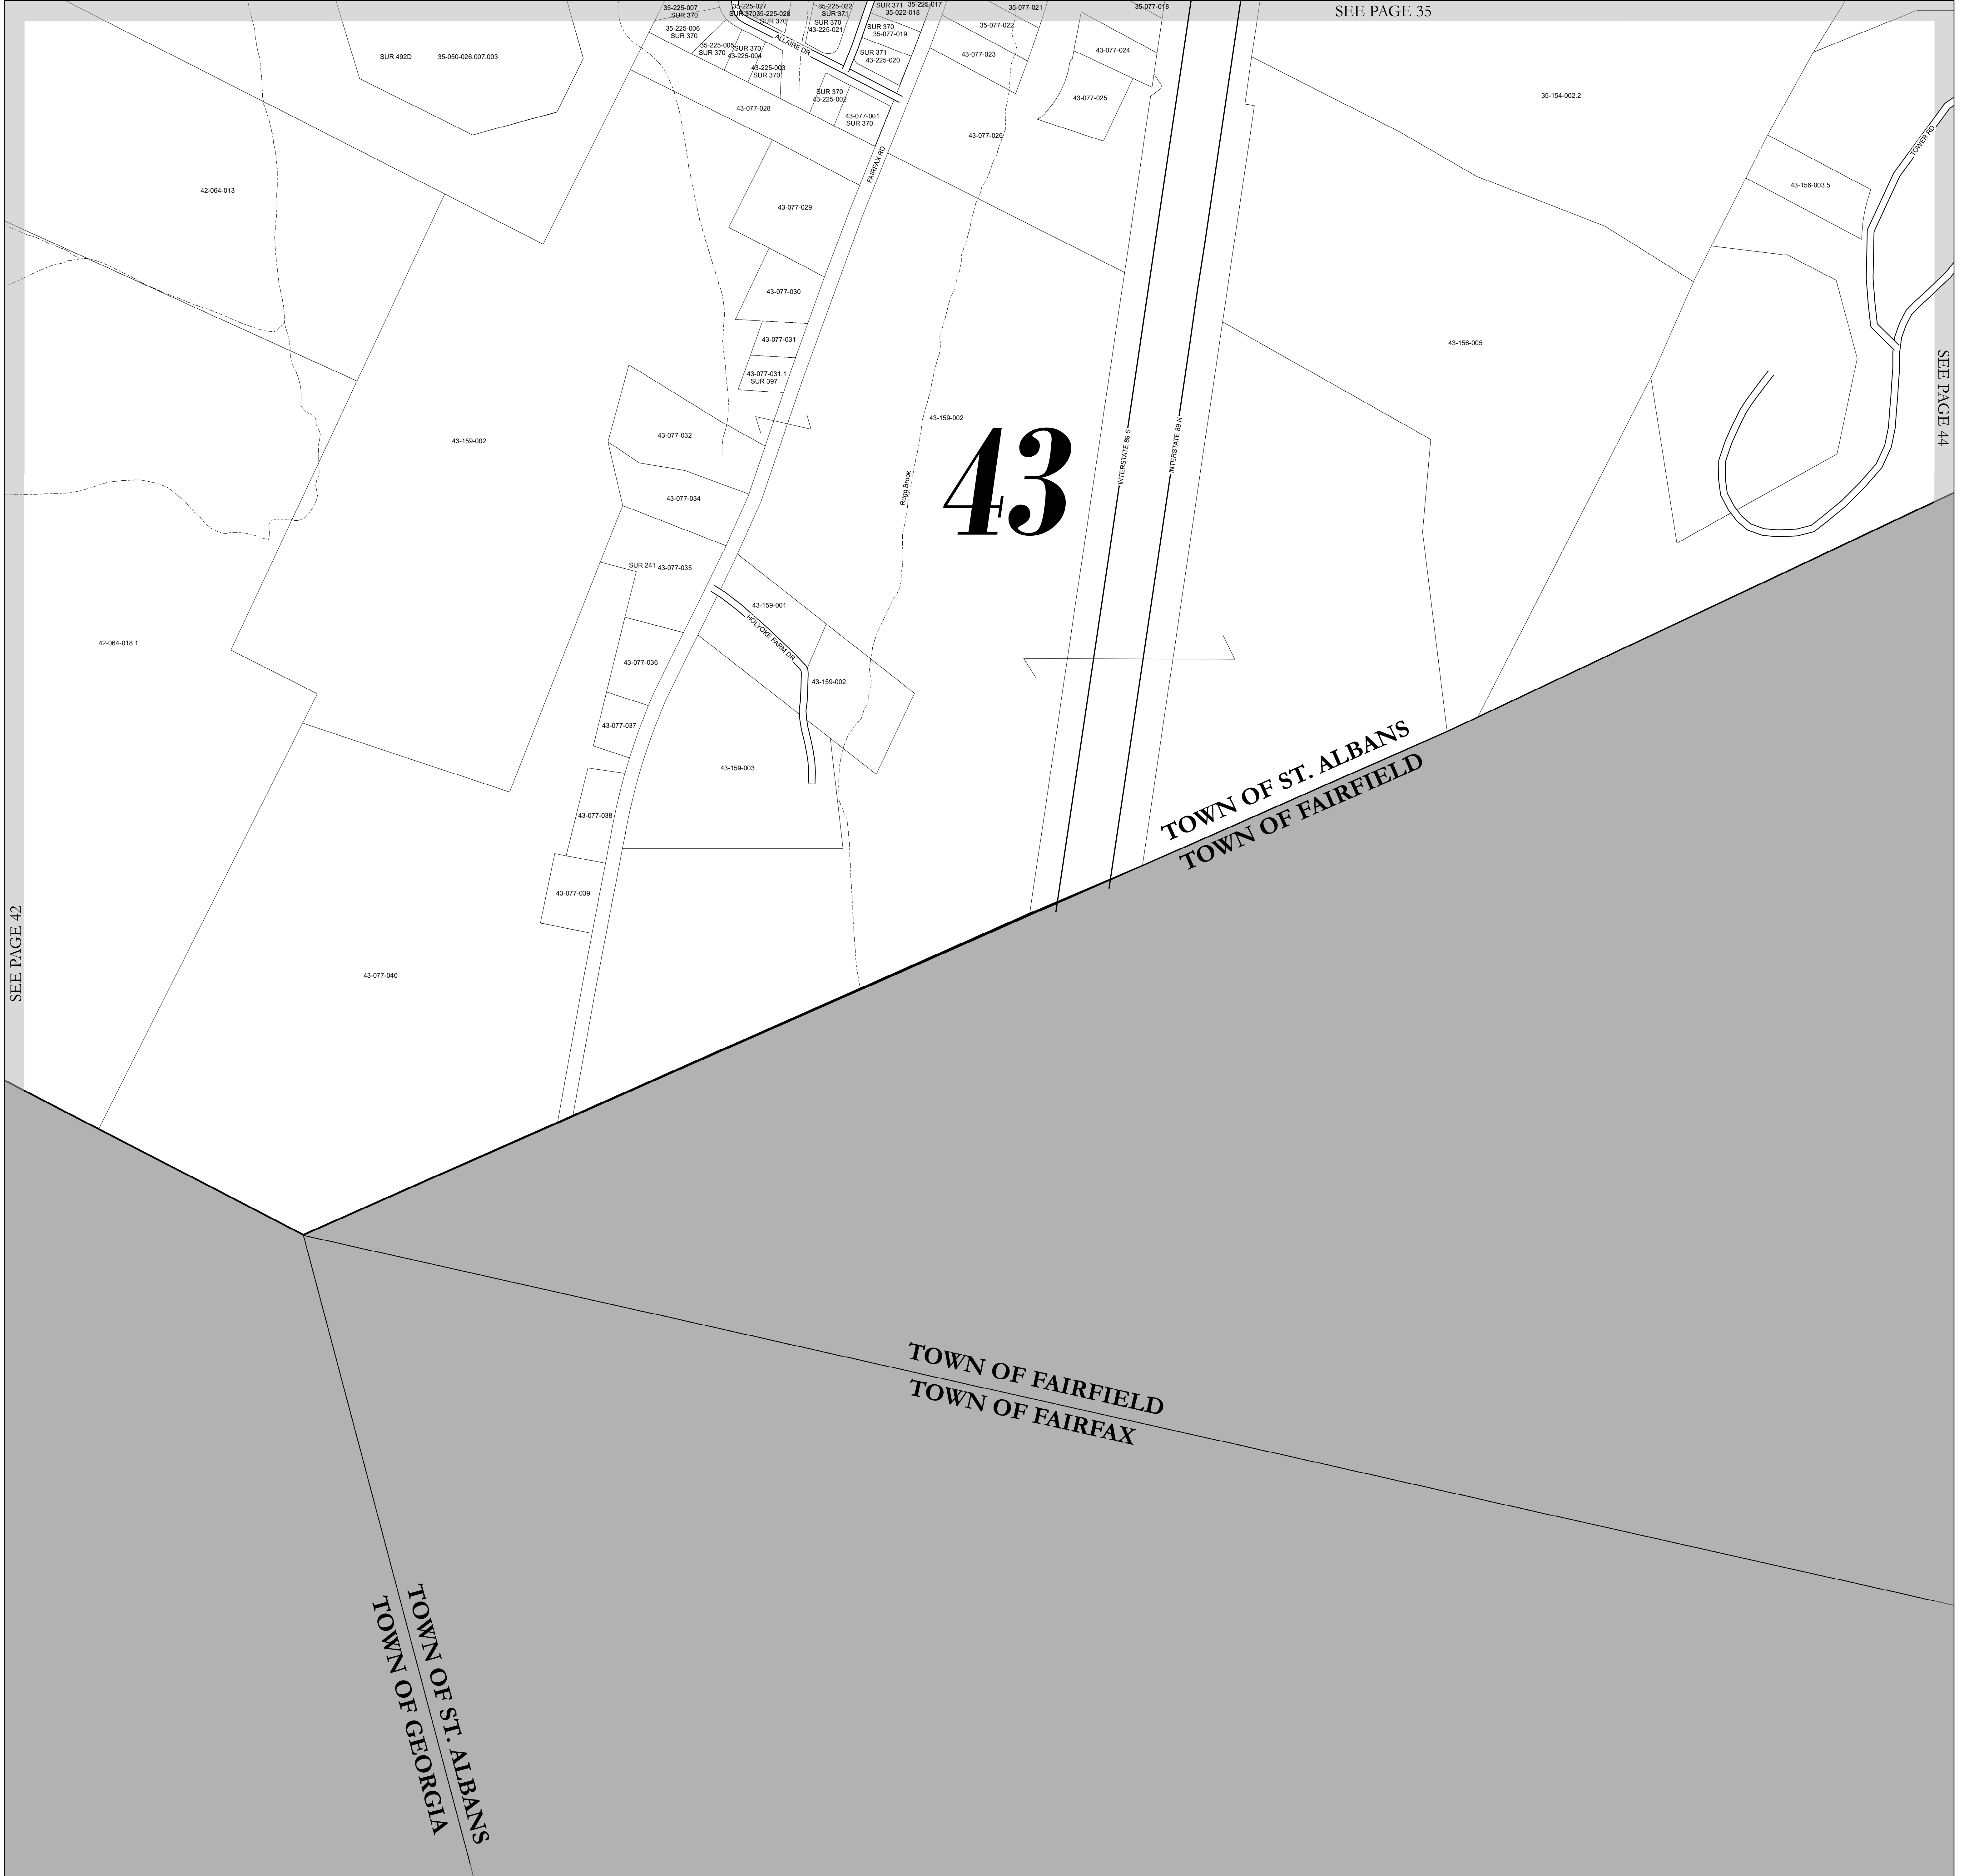 SEE PAGE 35
35-225-007
SUR 370
35-225-027
SUR 370
35-225-028
SUR 370
35-225-022
SUR 371
SUR 370
43-225-021
SUR 371
35-225-017
35-022-018
SUR 370
35-077-019
SUR 371
43-225-020
35-077-021
35-077-022
43-077-023
35-077-018
43-077-024
43-077-025
43-077-026
35-225-006
SUR 370
35-225-005
SUR 370
SUR 370
43-225-004
43-225-003
SUR 370
ALLAIRE DR
SUR 370
43-225-002
43-077-001
SUR 370
43-077-028
FAIRFAX RD
SUR 492D
35-050-026.007.003
35-154-002.2
TOWER RD
43-156-003.5
42-064-013
43-077-029
43-077-030
43-077-031
43-077-031.1
SUR 397
43-156-005
SEE PAGE 44
43-159-002
43-077-032
43-159-002
43
INTERSTATE 89 S
INTERSTATE 89 N
Rugg Brook
43-077-034
SUR 241
43-077-035
43-159-001
HOLYOKE FARM DR
42-064-018.1
43-077-036
43-159-002
43-077-037
43-159-003
43-077-038
43-077-039
43-077-040
SEE PAGE 42
TOWN OF ST. ALBANS
TOWN OF FAIRFIELD
TOWN OF FAIRFIELD
TOWN OF FAIRFAX
TOWN OF ST. ALBANS
TOWN OF GEORGIA